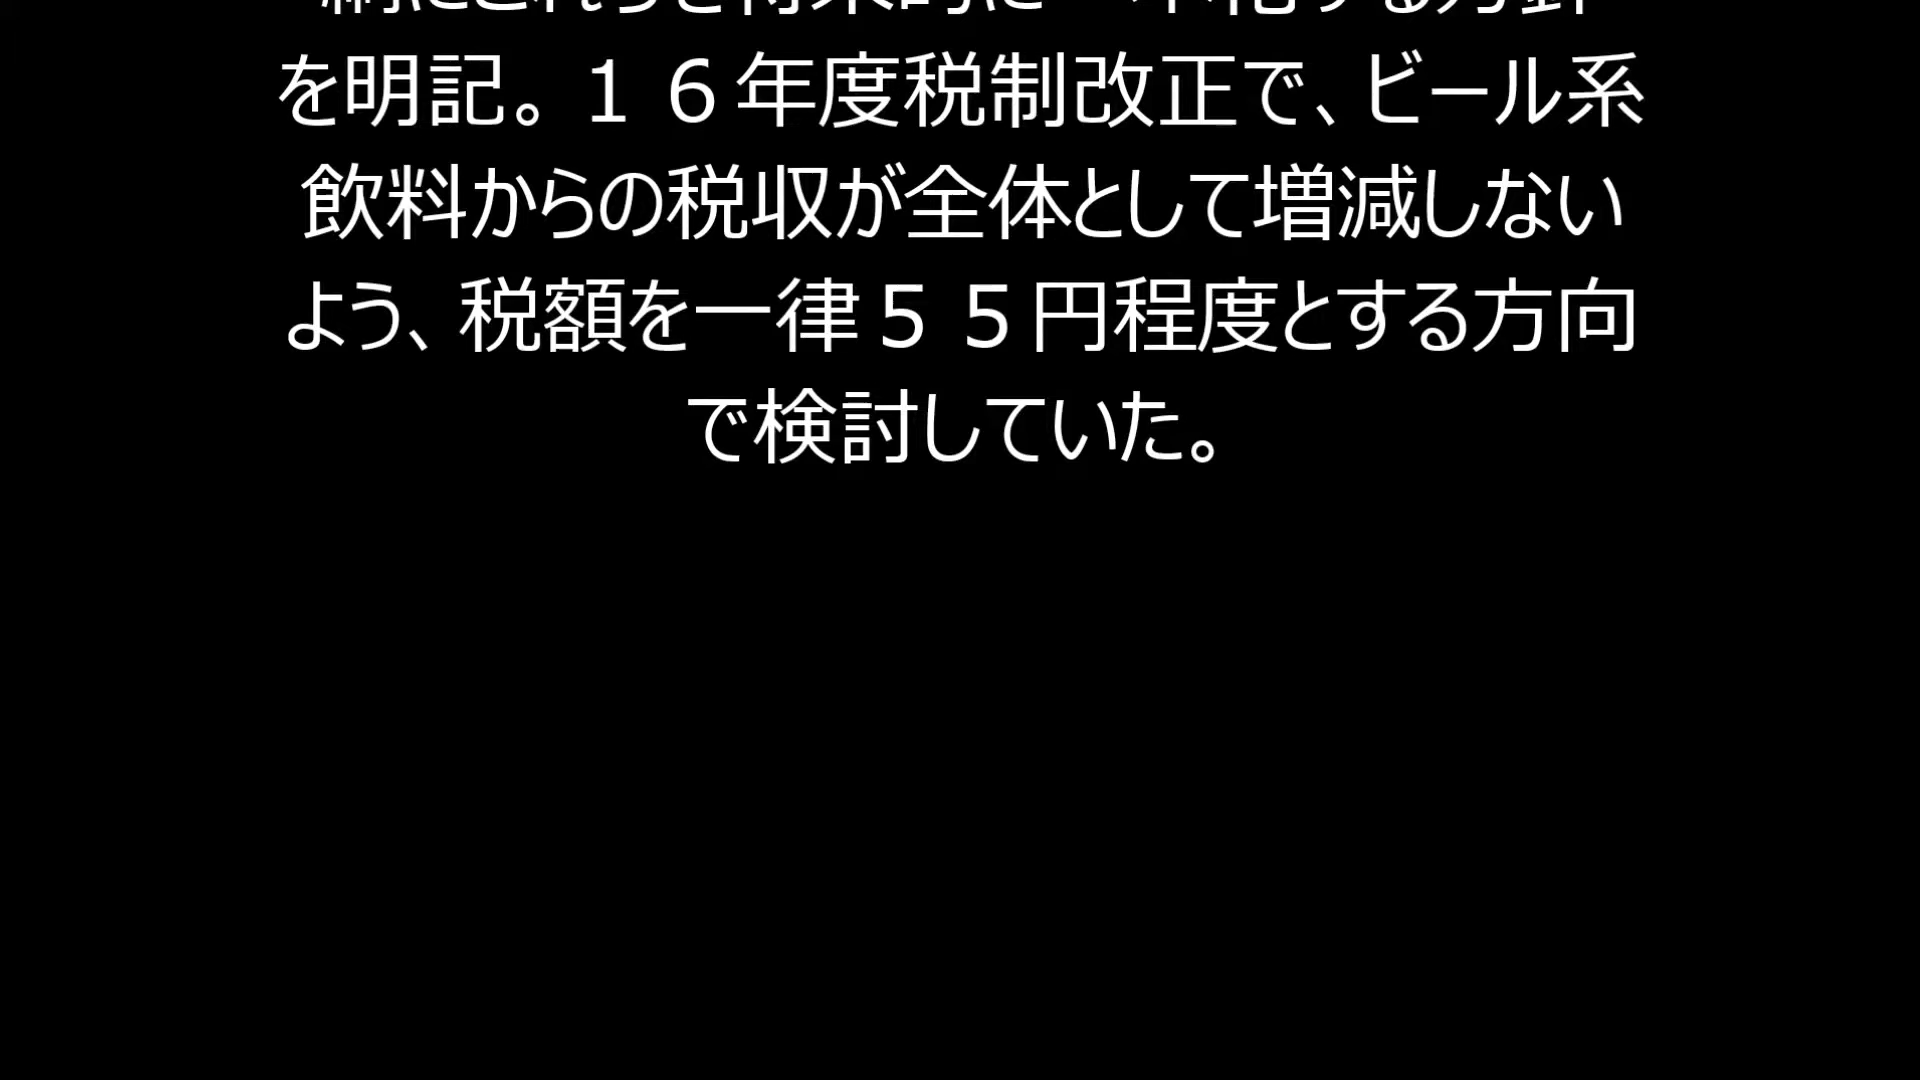 を明記。１６年度税制改正で、ビール系
飲料からの税収が全体として増減しない
よう、税額を一律５５円程度とする方向
で検討していた。